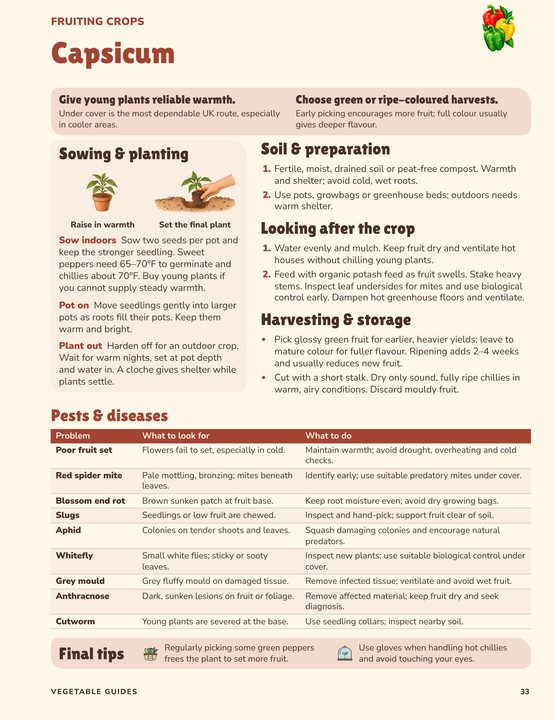 FRUITING CROPS
Capsicum
Give young plants reliable warmth.
Under cover is the most dependable UK route, especially
in cooler areas.
Choose green or ripe-coloured harvests.
Early picking encourages more fruit; full colour usually
gives deeper flavour.
Sowing & planting
Raise in warmth
Set the final plant
Sow indoors Sow two seeds per pot and
keep the stronger seedling. Sweet
peppers need 65–70°F to germinate and
chillies about 70°F. Buy young plants if
you cannot supply steady warmth.
Pot on Move seedlings gently into larger
pots as roots fill their pots. Keep them
warm and bright.
Plant out Harden off for an outdoor crop.
Wait for warm nights, set at pot depth
and water in. A cloche gives shelter while
plants settle.
Soil & preparation
1. Fertile, moist, drained soil or peat-free compost. Warmth
and shelter; avoid cold, wet roots.
2. Use pots, growbags or greenhouse beds; outdoors needs
warm shelter.
Looking after the crop
1. Water evenly and mulch. Keep fruit dry and ventilate hot
houses without chilling young plants.
2. Feed with organic potash feed as fruit swells. Stake heavy
stems. Inspect leaf undersides for mites and use biological
control early. Dampen hot greenhouse floors and ventilate.
Harvesting & storage
• Pick glossy green fruit for earlier, heavier yields; leave to
mature colour for fuller flavour. Ripening adds 2–4 weeks
and usually reduces new fruit.
• Cut with a short stalk. Dry only sound, fully ripe chillies in
warm, airy conditions. Discard mouldy fruit.
Pests & diseases
Problem What to look for What to do
Poor fruit set Flowers fail to set, especially in cold. Maintain warmth; avoid drought, overheating and cold
checks.
Red spider mite Pale mottling, bronzing; mites beneath
leaves. Identify early; use suitable predatory mites under cover.
Blossom end rot Brown sunken patch at fruit base. Keep root moisture even; avoid dry growing bags.
Slugs Seedlings or low fruit are chewed. Inspect and hand-pick; support fruit clear of soil.
Aphid Colonies on tender shoots and leaves. Squash damaging colonies and encourage natural
predators.
Whitefly Small white flies; sticky or sooty
leaves. Inspect new plants; use suitable biological control under
cover.
Grey mould Grey fluffy mould on damaged tissue. Remove infected tissue; ventilate and avoid wet fruit.
Anthracnose Dark, sunken lesions on fruit or foliage. Remove affected material; keep fruit dry and seek
diagnosis.
Cutworm Young plants are severed at the base. Use seedling collars; inspect nearby soil.
Final tips
Regularly picking some green peppers
frees the plant to set more fruit.
Use gloves when handling hot chillies
and avoid touching your eyes.
VEGETABLE GUIDES
33